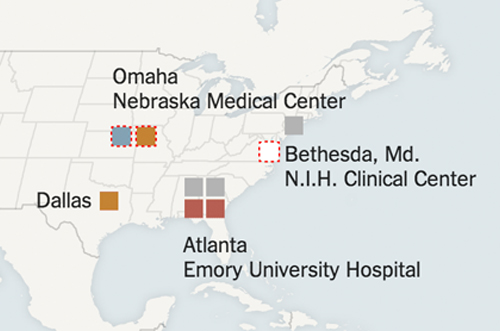 Omaha
Nebraska Medical Center
Bethesda, Md.
N.I.H. Clinical Center
Dallas
Atlanta
Emory University Hospital